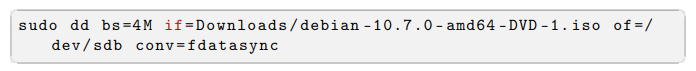 sudo dd bs=4M if=Downloads/debian-10.7.0-amd64-DVD-1.iso of=/
dev/sdb conv=fdatasync